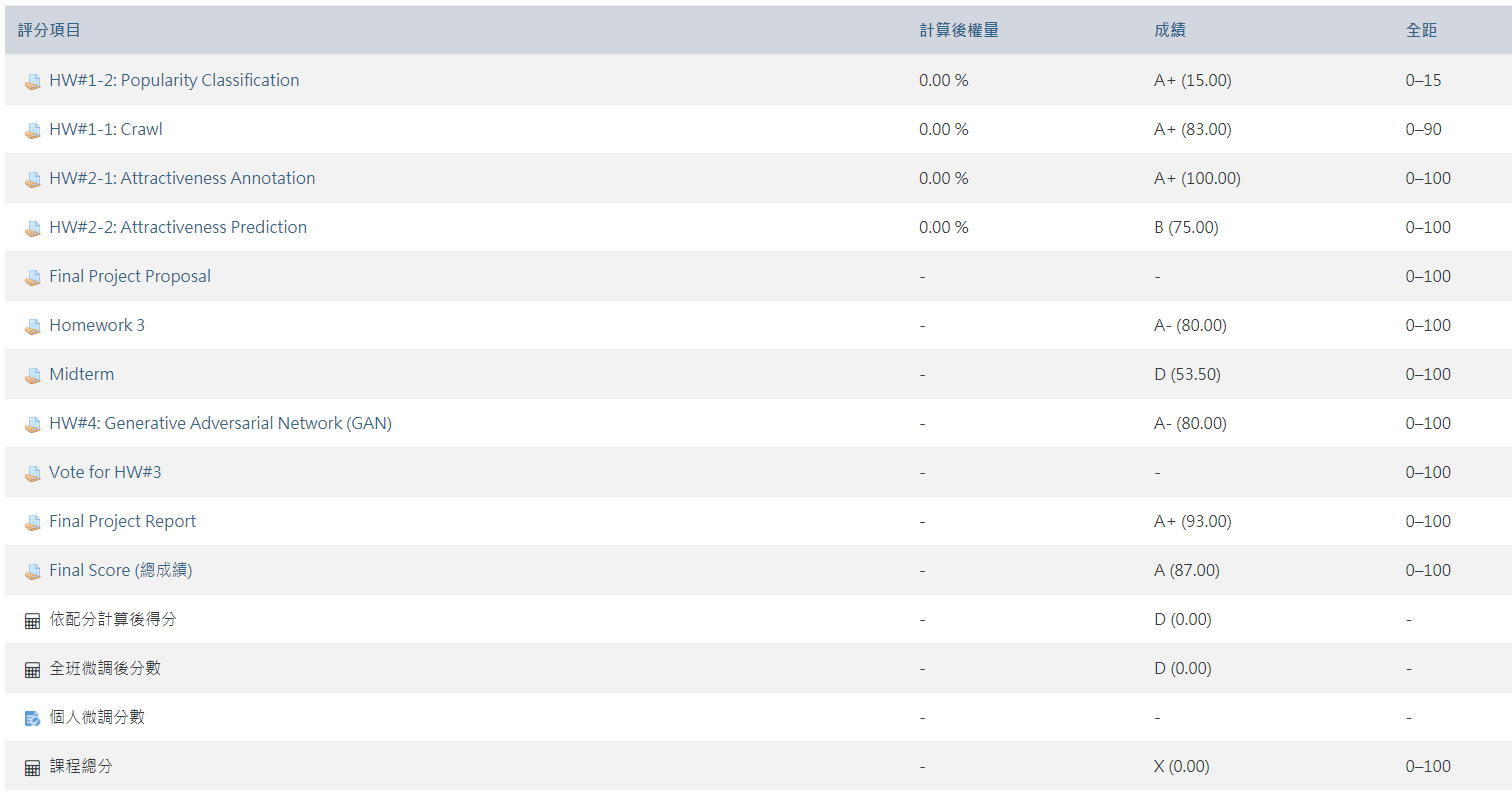 評分項目 計算後權量 成績 全距
HW#1-2: Popularity Classification 0.00 % A+ (15.00) 0–15
HW#1-1: Crawl 0.00 % A+ (83.00) 0–90
HW#2-1: Attractiveness Annotation 0.00 % A+ (100.00) 0–100
HW#2-2: Attractiveness Prediction 0.00 % B (75.00) 0–100
Final Project Proposal - - 0–100
Homework 3 - A- (80.00) 0–100
Midterm - D (53.50) 0–100
HW#4: Generative Adversarial Network (GAN) - A- (80.00) 0–100
Vote for HW#3 - - 0–100
Final Project Report - A+ (93.00) 0–100
Final Score (總成績) - A (87.00) 0–100
依配分計算後得分 - D (0.00) -
全班微調後分數 - D (0.00) -
個人微調分數 - - -
課程總分 - X (0.00) 0–100